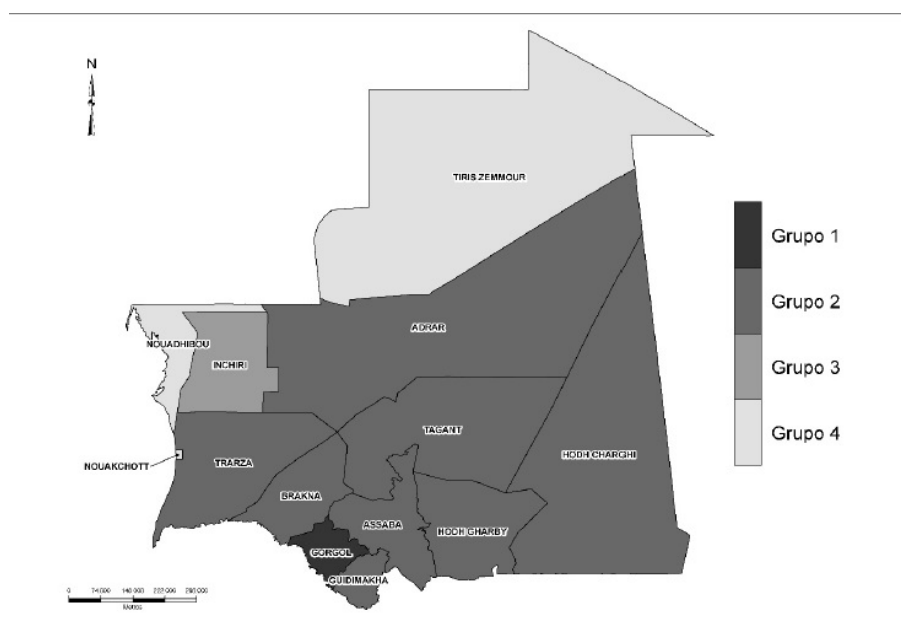 N
TIRIS ZEMMOUR
Grupo 1
Grupo 2
Grupo 3
Grupo 4
ADRAR
NOUADHIBOU
INCHIRI
TAGANT
HODH CHARGHI
TRARZA
NOUAKCHOTT
BRAKNA
ASSABA
HODH GHARBY
GORGOL
GUIDIMAKHA